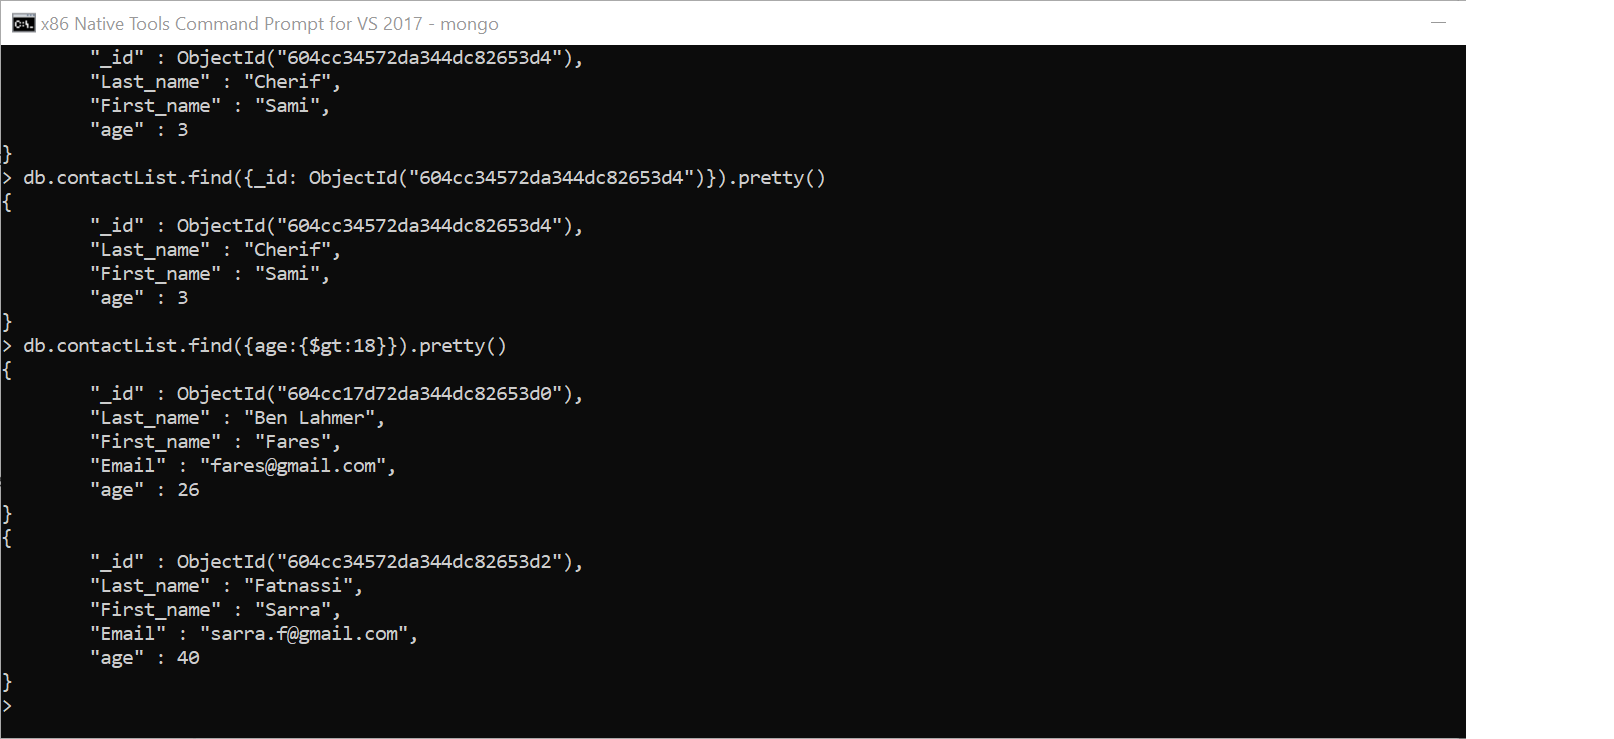 x86 Native Tools Command Prompt for VS 2017 - mongo
"_id" : ObjectId("604cc34572da344dc82653d4"),
"Last_name" : "Cherif",
"First_name" : "Sami",
"age" : 3
}
> db.contactList.find({_id: ObjectId("604cc34572da344dc82653d4")}).pretty()
{
"_id" : ObjectId("604cc34572da344dc82653d4"),
"Last_name" : "Cherif",
"First_name" : "Sami",
"age" : 3
}
> db.contactList.find({age:{$gt:18}}).pretty()
{
"_id" : ObjectId("604cc17d72da344dc82653d0"),
"Last_name" : "Ben Lahmer",
"First_name" : "Fares",
"Email" : "fares@gmail.com",
"age" : 26
}
{
"_id" : ObjectId("604cc34572da344dc82653d2"),
"Last_name" : "Fatnassi",
"First_name" : "Sarra",
"Email" : "sarra.f@gmail.com",
"age" : 40
}
>